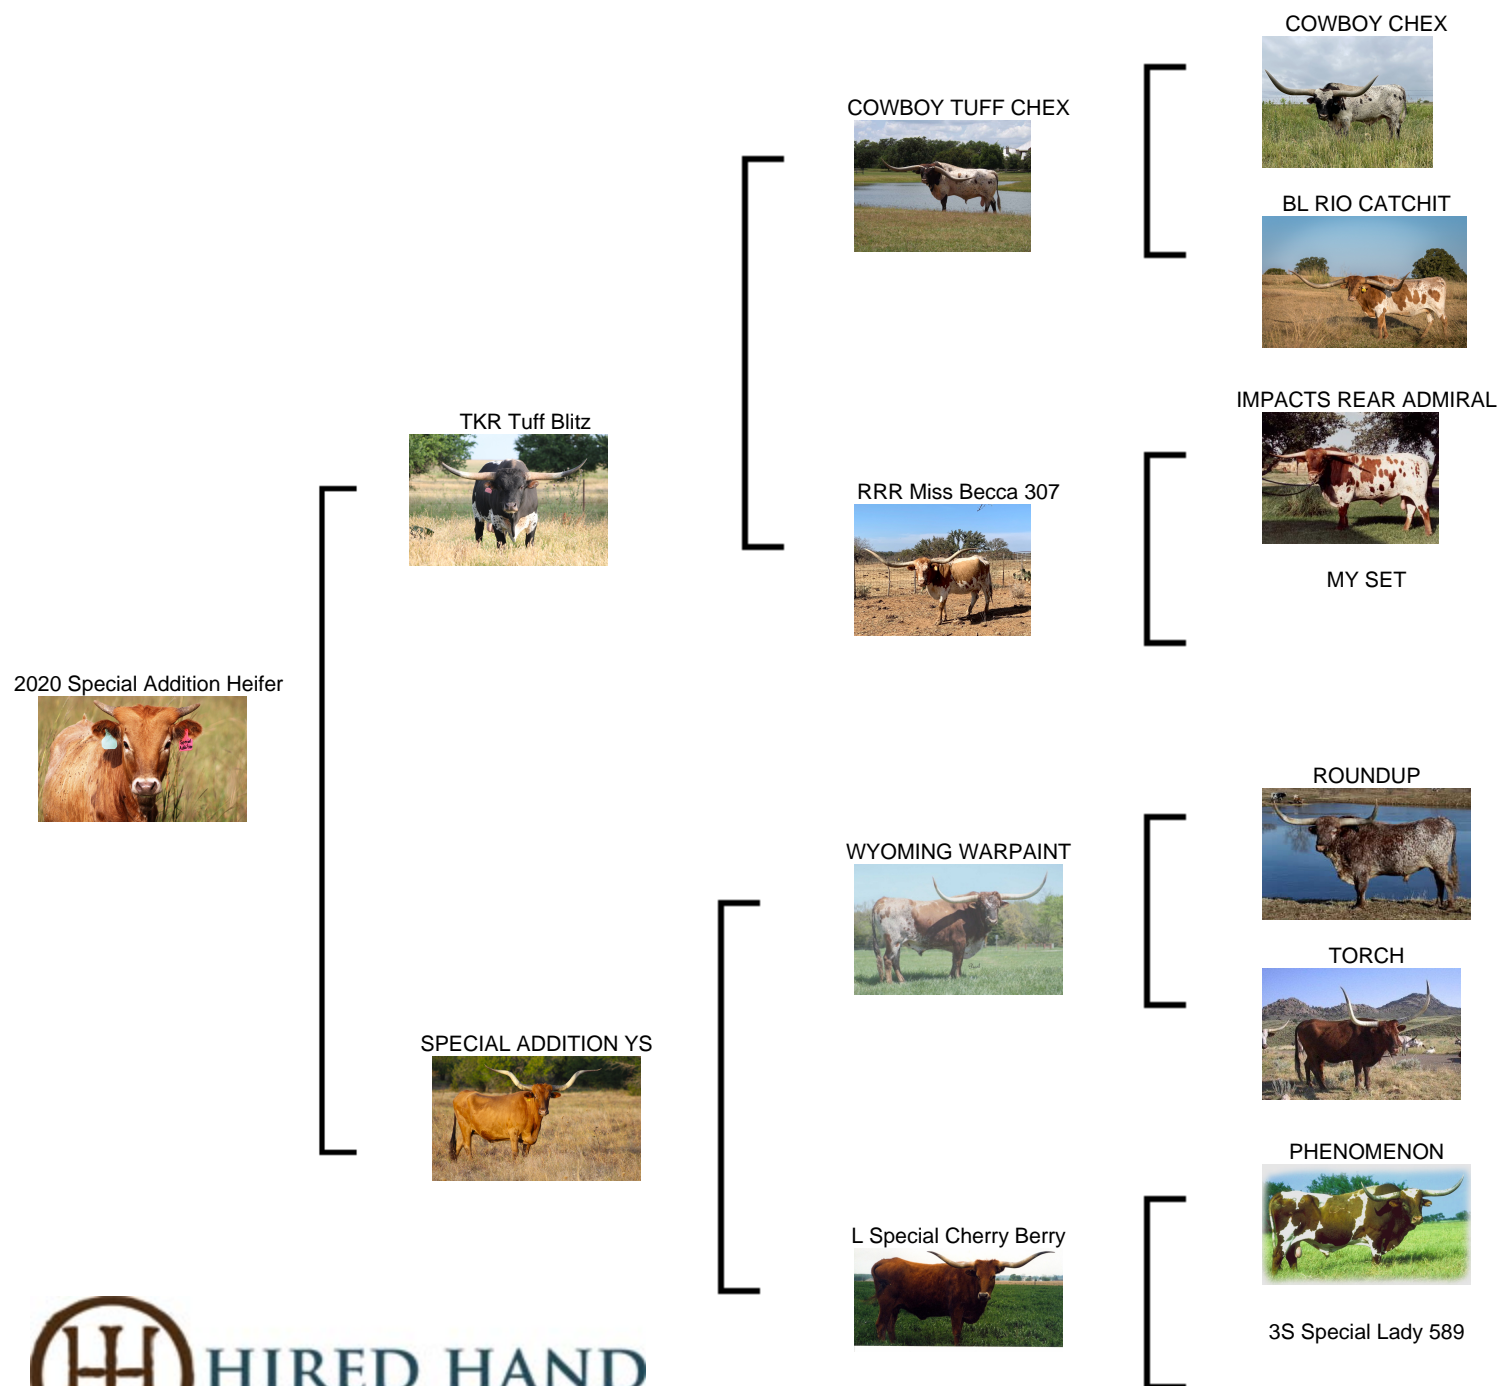 COWBOY CHEX
COWBOY TUFF CHEX
BL RIO CATCHIT
IMPACTS REAR ADMIRAL
TKR Tuff Blitz
RRR Miss Becca 307
MY SET
2020 Special Addition Heifer
ROUNDUP
WYOMING WARPAINT
TORCH
SPECIAL ADDITION YS
PHENOMENON
L Special Cherry Berry
3S Special Lady 589
HIRED HAND